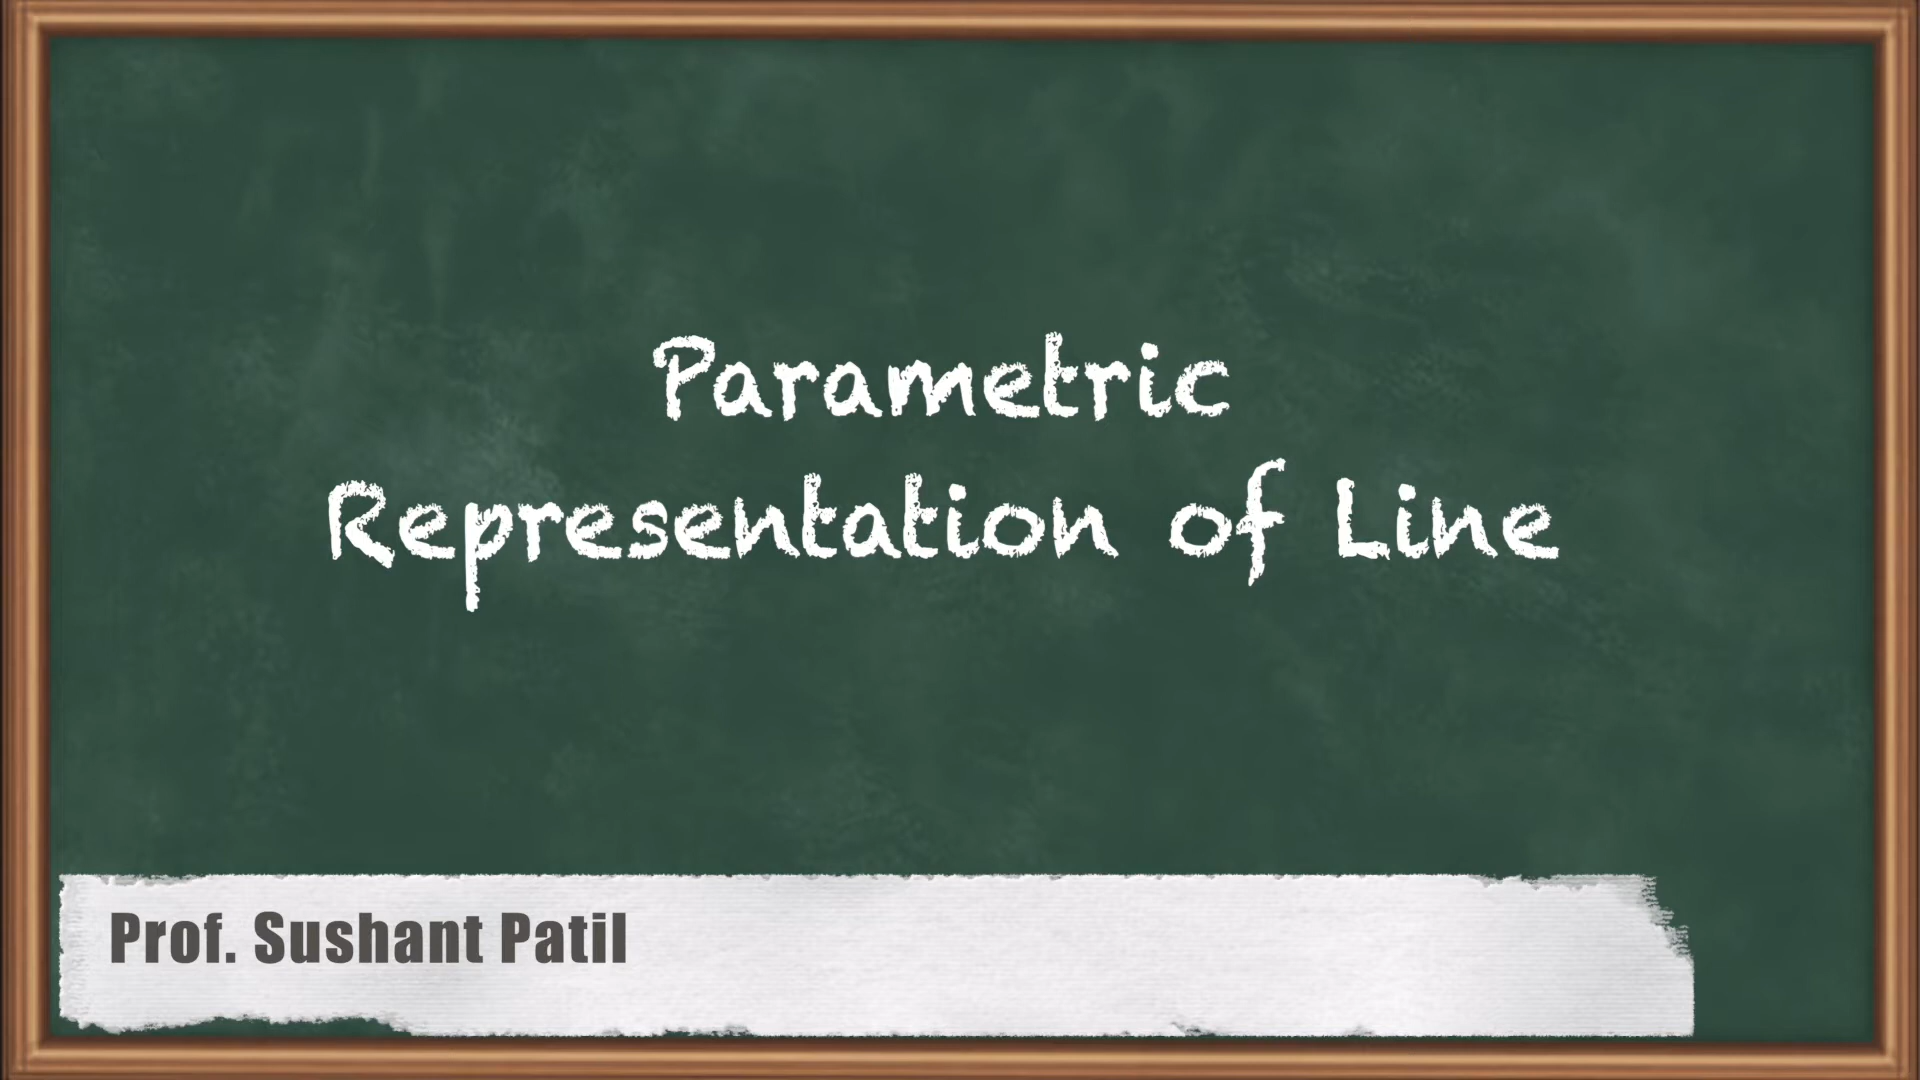 Parametric
Representation of Line
Prof. Sushant Patil